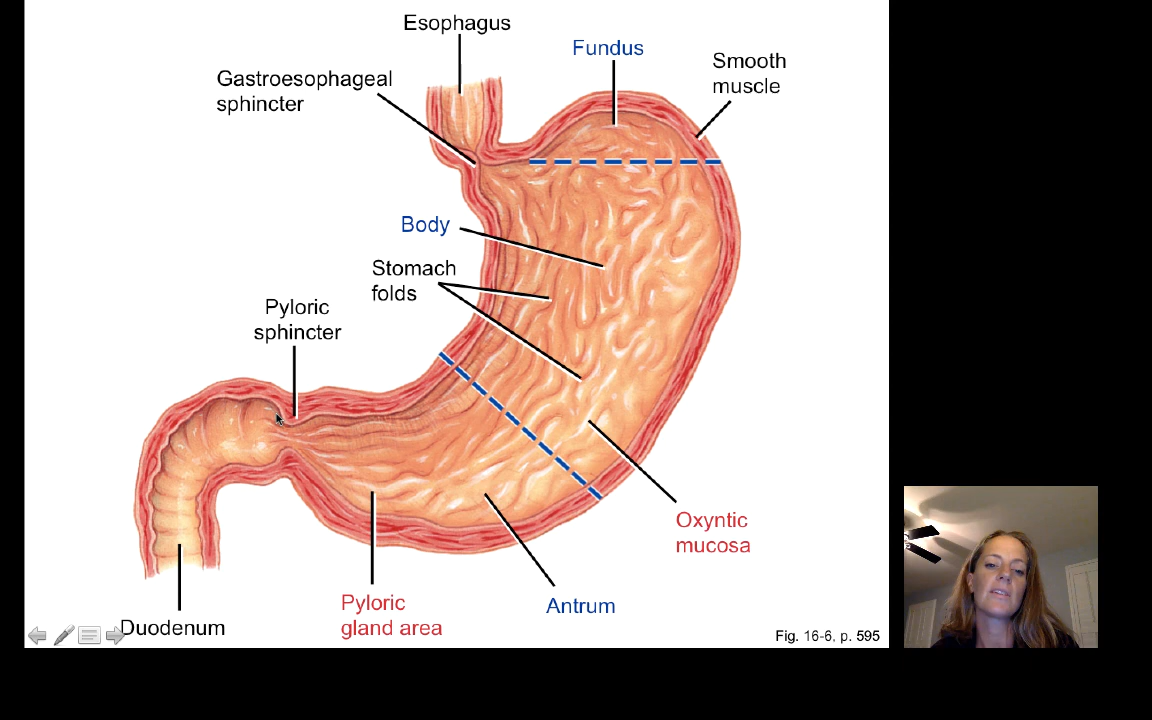 Esophagus
Fundus
Smooth
muscle
Gastroesophageal
sphincter
Body
Stomach
folds
Pyloric
sphincter
Oxyntic
mucosa
Pyloric
gland area
Antrum
Duodenum
Fig. 16-6, p. 595